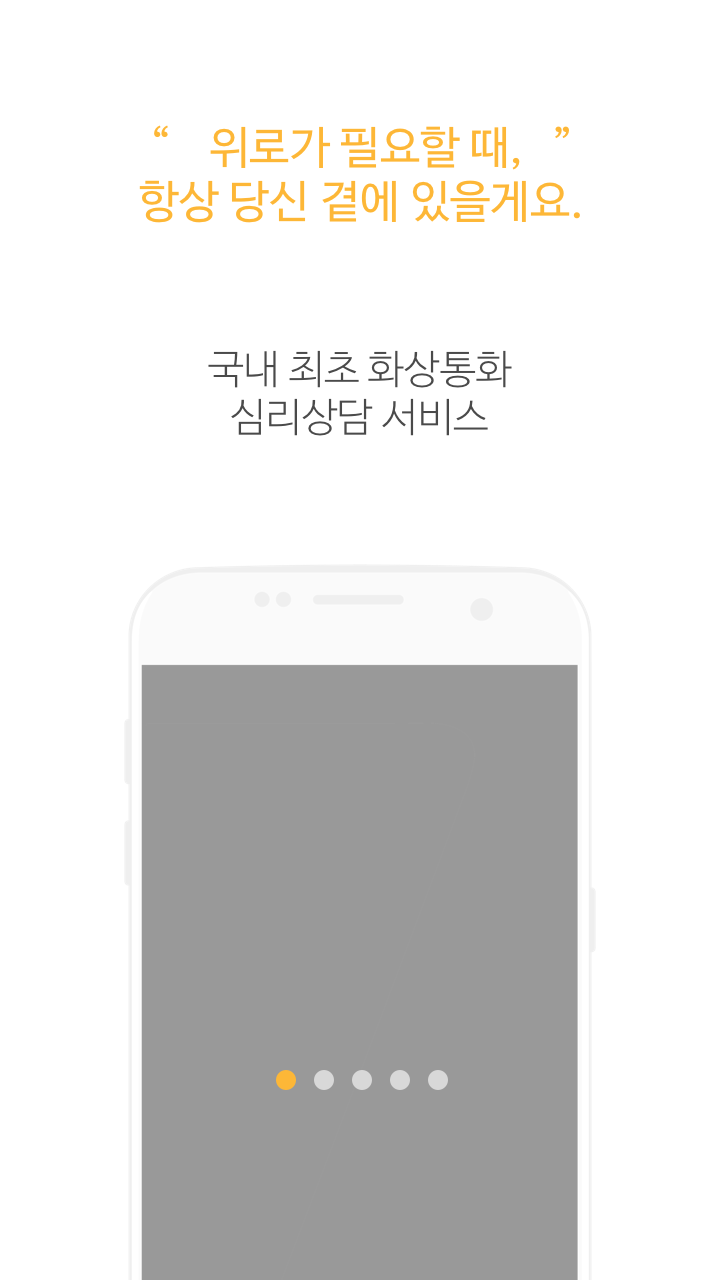 “ 위로가 필요할 때, ”
항상 당신 곁에 있을게요.
국내 최초 화상통화
심리상담 서비스